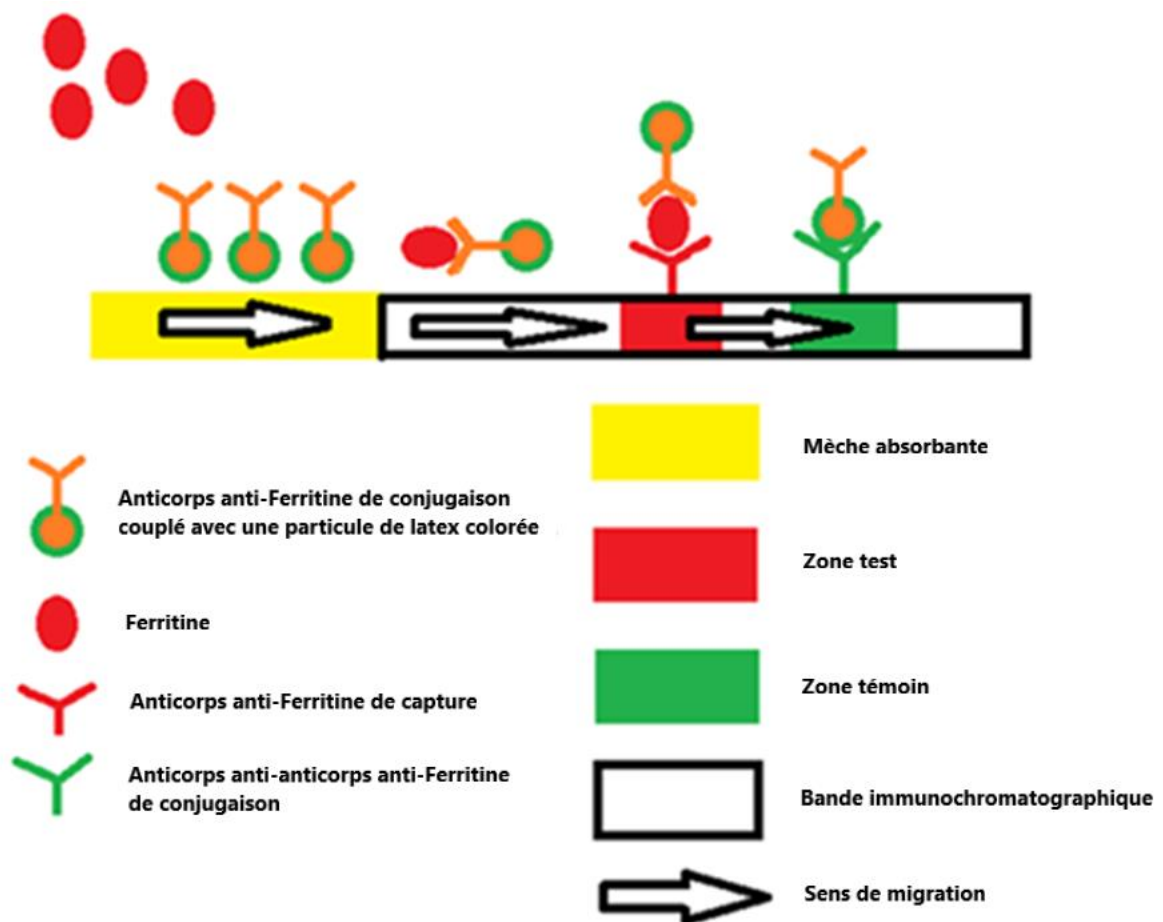 Anticorps anti-Ferritine de conjugaison
couplé avec une particule de latex colorée
Ferritine
Anticorps anti-Ferritine de capture
Anticorps anti-anticorps anti-Ferritine
de conjugaison
Mèche absorbante
Zone test
Zone témoin
Bande immunochromatographique
Sens de migration